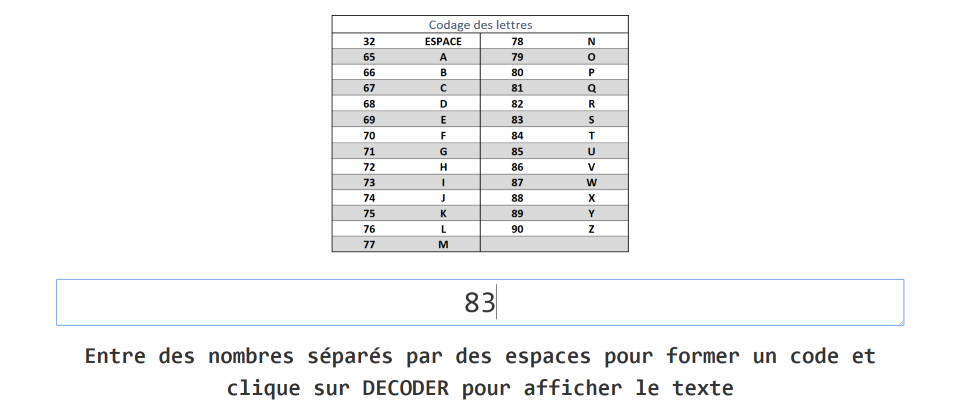 Codage des lettres
32 ESPACE 78 N
65 A 79 O
66 B 80 P
67 C 81 Q
68 D 82 R
69 E 83 S
70 F 84 T
71 G 85 U
72 H 86 V
73 I 87 W
74 J 88 X
75 K 89 Y
76 L 90 Z
77 M
83
Entre des nombres séparés par des espaces pour former un code et
clique sur DECODER pour afficher le texte